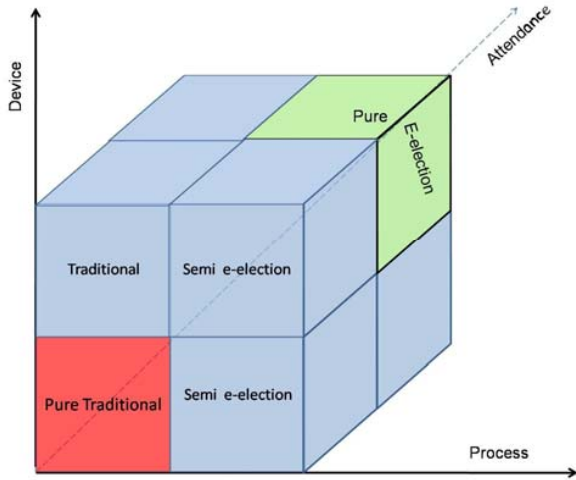 Attendance
Device
Pure
E-election
Traditional
Semi e-election
Pure Traditional
Semi e-election
Process